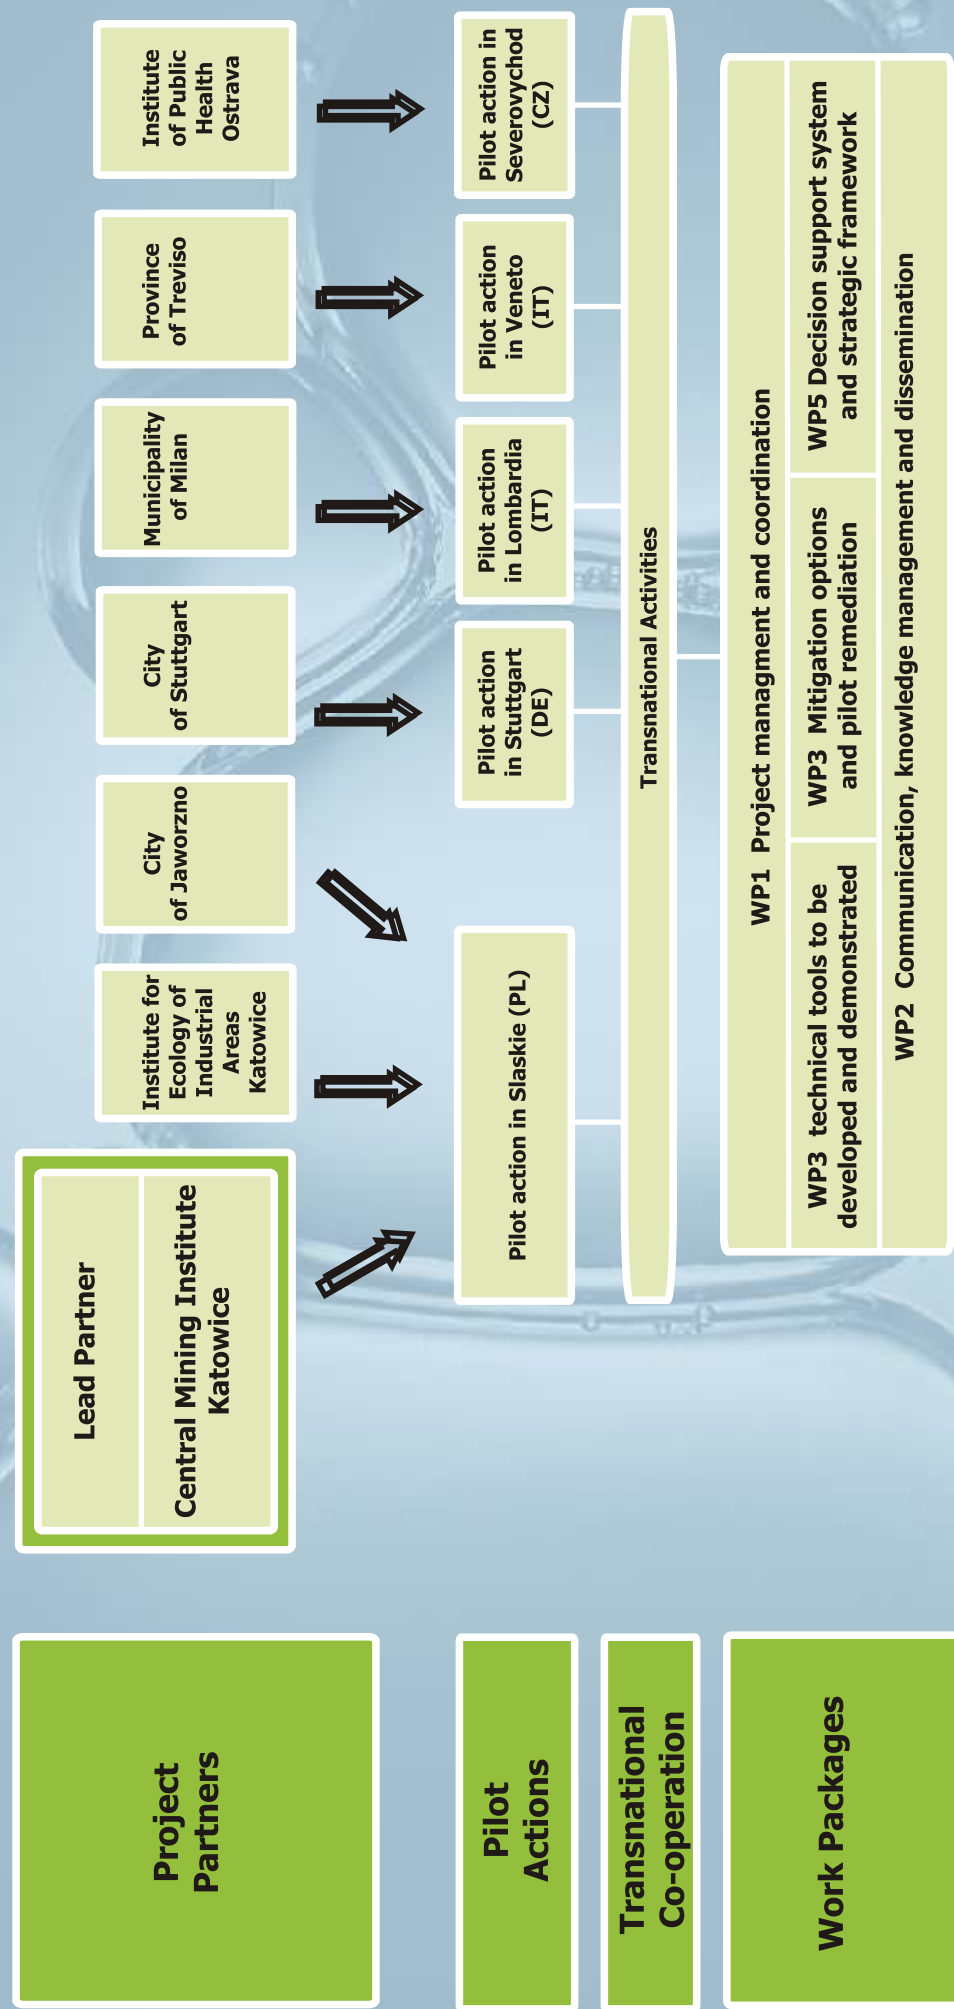 Project
Partners
Lead Partner
Central Mining Institute
Katowice
Institute for
Ecology of
Industrial
Areas
Katowice
City
of Jaworzno
City
of Stuttgart
Municipality
of Milan
Province
of Treviso
Institute
of Public
Health
Ostrava
Pilot
Actions
Pilot action in Slaskie (PL)
Pilot action
in Stuttgart
(DE)
Pilot action
in Lombardia
(IT)
Pilot action
in Veneto
(IT)
Pilot action in
Severovychod
(CZ)
Transnational
Co-operation
Transnational Activities
Work Packages
WP1 Project managment and coordination
WP3 technical tools to be
developed and demonstrated
WP3 Mitigation options
and pilot remediation
WP5 Decision support system
and strategic framework
WP2 Communication, knowledge management and dissemination